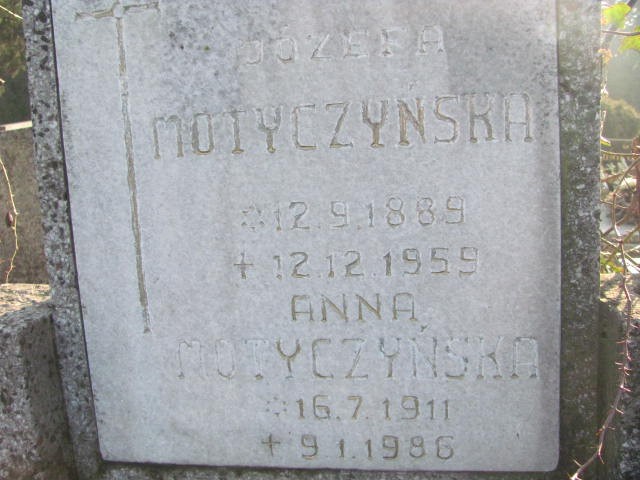 JÓZEFA
MOTYCZYŃSKA
☼ 12.9.1889
+ 12.12.1959
ANNA
MOTYCZYŃSKA
☼ 16.7.1911
+ 9.1.1986